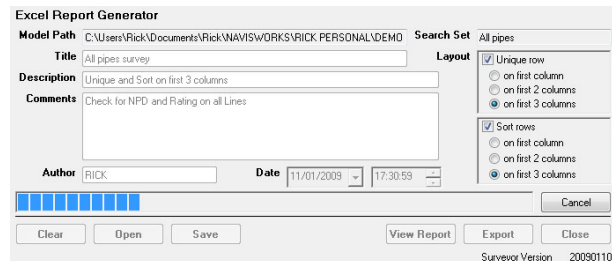 Excel Report Generator
Model Path C:\Users\Rick\Documents\Rick\NAVISWORKS\RICK PERSONAL\DEMO Search Set All pipes
Title All pipes survey Layout Unique row
on first column
Description Unique and Sort on first 3 columns on first 2 columns
Comments Check for NPD and Rating on all Lines on first 3 columns
Sort rows
on first column
on first 2 columns
Author RICK Date 11/01/2009 17:30:59 on first 3 columns
Cancel
Clear Open Save View Report Export Close
Surveyor Version 20090110